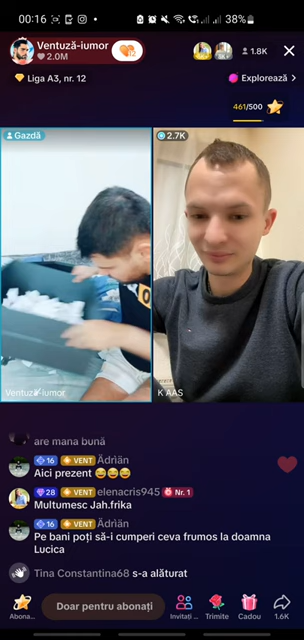 00:16
38%
Ventuză-iumor
2.0M
1.8K
Liga A3, nr. 12
Explorează
461/500
Gazdă
2.7K
Ventuză-iumor
K AAS
are mana bună
16 VENT Ädriän
Aici prezent
28 VENT elenacris945 Nr. 1
Multumesc Jah.frika
16 VENT Ädriän
Pe bani poți să-i cumperi ceva frumos la doamna
Lucica
Tina Constantina68 s-a alăturat
Doar pentru abonați
Abona...
Invitați ...
Trimite
Cadou
1.6K